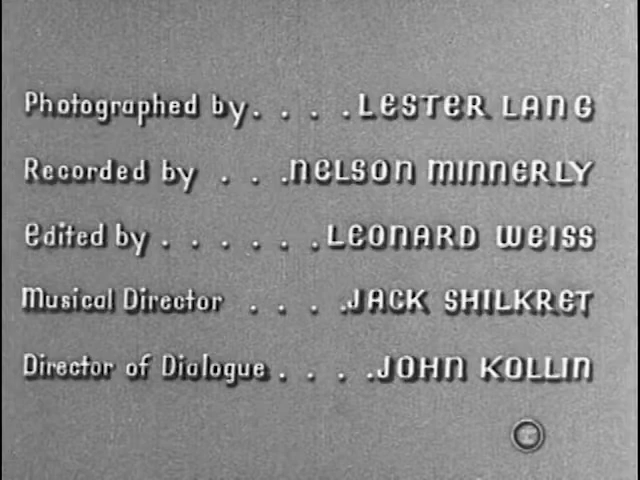 Photographed by. . . . .LESTER LANG
Recorded by . . .NELSON MINNERLY
Edited by . . . . . . .LEONARD WEISS
Musical Director . . . .JACK SHILKRET
Director of Dialogue . . . .JOHN KOLLIN